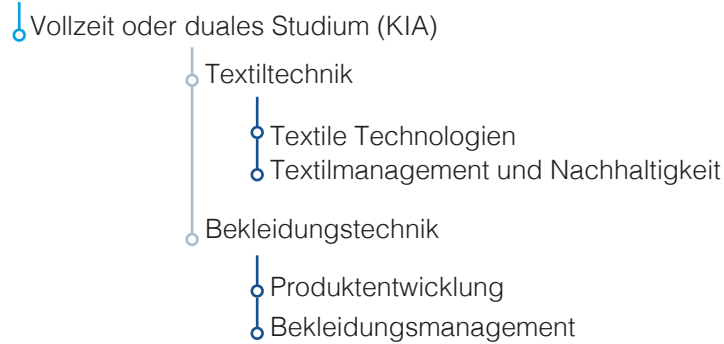 Vollzeit oder duales Studium (KIA)
Textiltechnik
Textile Technologien
Textilmanagement und Nachhaltigkeit
Bekleidungstechnik
Produktentwicklung
Bekleidungsmanagement